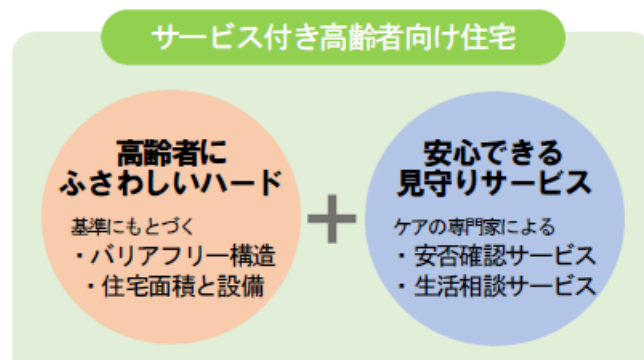 サービス付き高齢者向け住宅
高齢者に
ふさわしいハード
基準にもとづく
・バリアフリー構造
・住宅面積と設備
+
安心できる
見守りサービス
ケアの専門家による
・安否確認サービス
・生活相談サービス